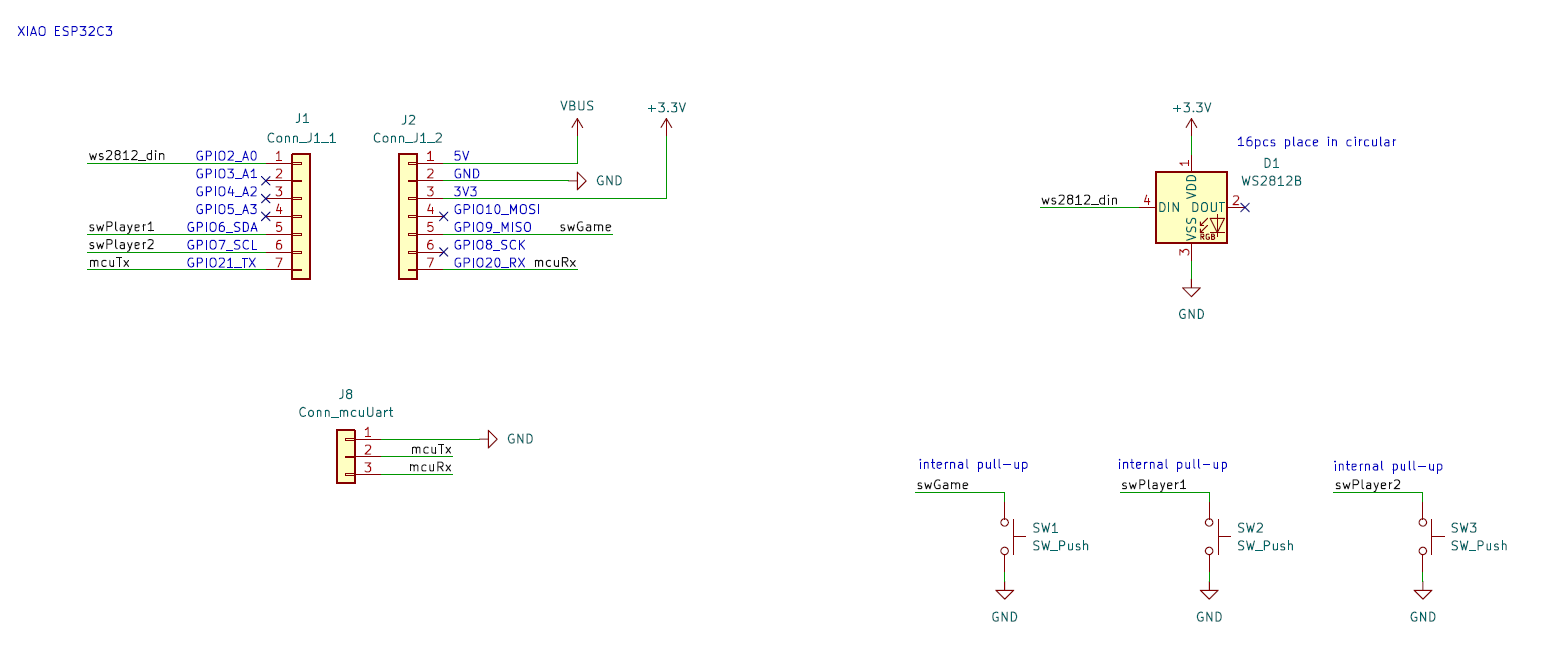 XIAO ESP32C3
J1
Conn_J1_1
ws2812_din GPIO2_A0 1
GPIO3_A1 2
GPIO4_A2 3
GPIO5_A3 4
swPlayer1 GPIO6_SDA 5
swPlayer2 GPIO7_SCL 6
mcuTx GPIO21_TX 7
VBUS
+3.3V
J2
Conn_J1_2
1 5V
2 GND GND
3 3V3
4 GPIO10_MOSI
5 GPIO9_MISO swGame
6 GPIO8_SCK
7 GPIO20_RX mcuRx
+3.3V
16pcs place in circular
D1
WS2812B
1
VDD
ws2812_din 4 DIN DOUT 2
VSS
RGB
3
GND
J8
Conn_mcuUart
1 GND
2 mcuTx
3 mcuRx
internal pull-up
swGame
SW1
SW_Push
GND
internal pull-up
swPlayer1
SW2
SW_Push
GND
internal pull-up
swPlayer2
SW3
SW_Push
GND